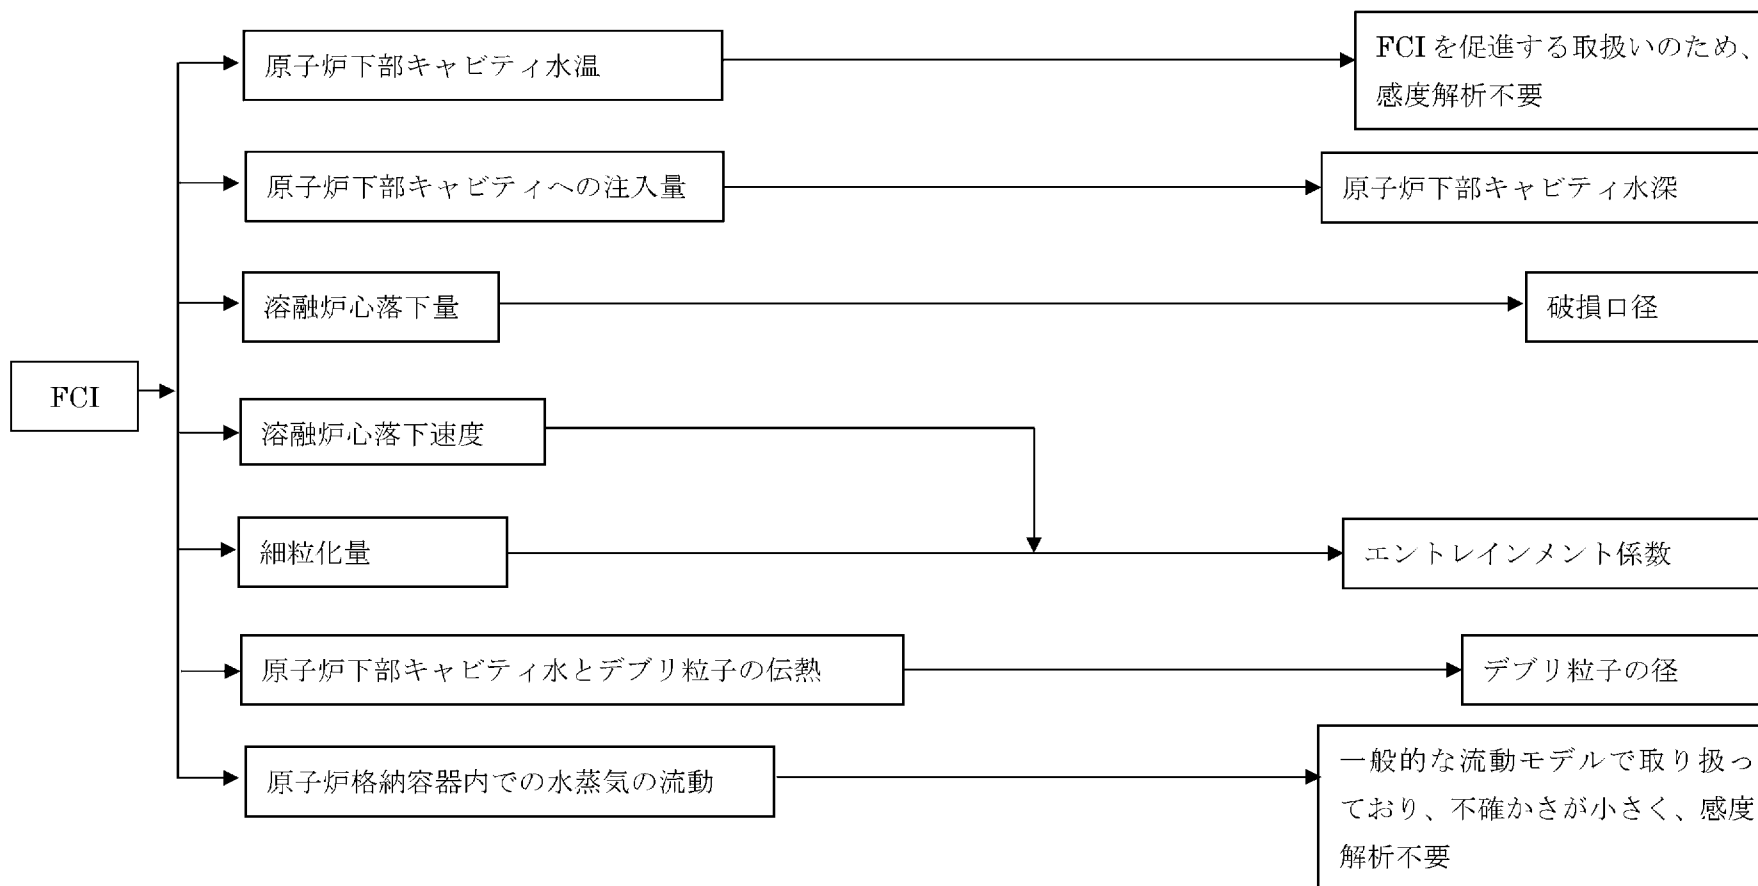 原子炉下部キャビティ水温
FCIを促進する取扱いのため、
感度解析不要
原子炉下部キャビティへの注入量
原子炉下部キャビティ水深
溶融炉心落下量
破損口径
FCI
溶融炉心落下速度
細粒化量
エントレインメント係数
原子炉下部キャビティ水とデブリ粒子の伝熱
デブリ粒子の径
原子炉格納容器内での水蒸気の流動
一般的な流動モデルで取り扱っ
ており、不確かさが小さく、感度
解析不要